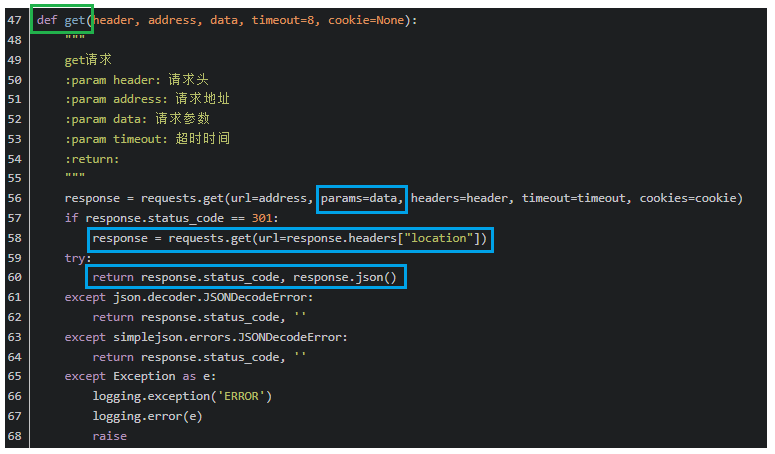 47 def get(header, address, data, timeout=8, cookie=None):
48     """
49     get请求
50     :param header: 请求头
51     :param address: 请求地址
52     :param data: 请求参数
53     :param timeout: 超时时间
54     :return:
55     """
56     response = requests.get(url=address, params=data, headers=header, timeout=timeout, cookies=cookie)
57     if response.status_code == 301:
58         response = requests.get(url=response.headers["location"])
59     try:
60         return response.status_code, response.json()
61     except json.decoder.JSONDecodeError:
62         return response.status_code, ''
63     except simplejson.errors.JSONDecodeError:
64         return response.status_code, ''
65     except Exception as e:
66         logging.exception('ERROR')
67         logging.error(e)
68         raise